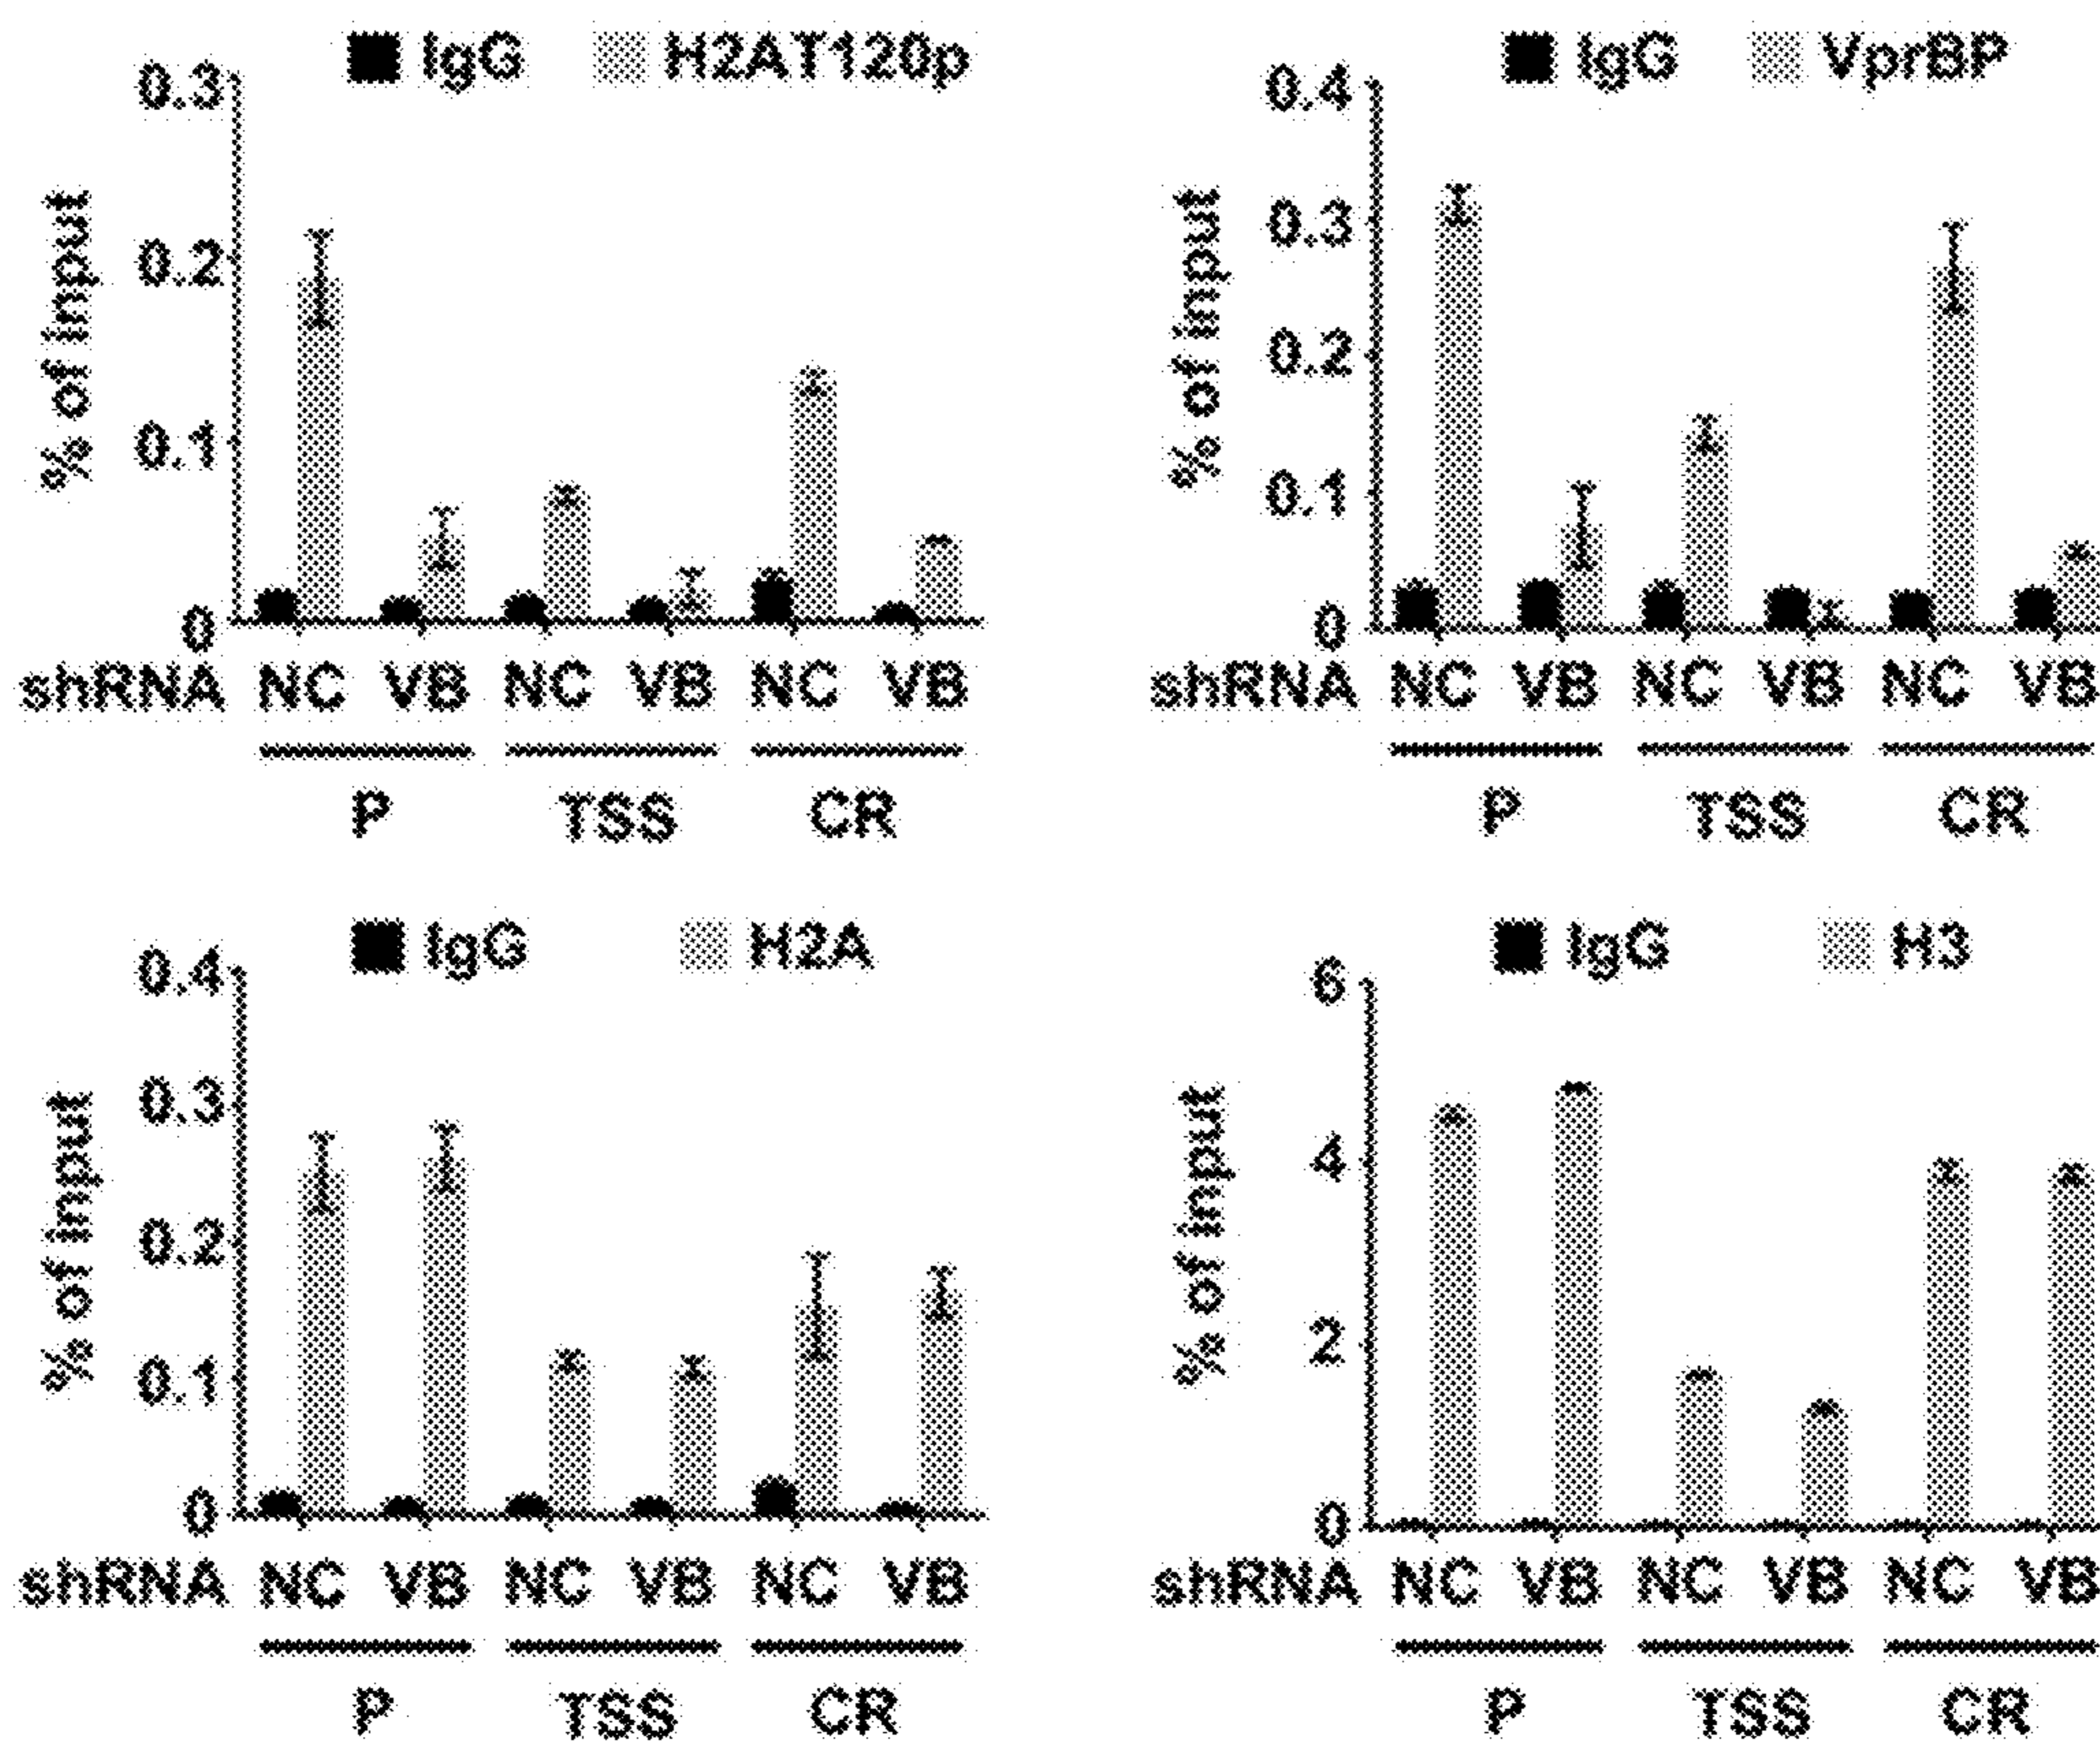 IgG H2AT120p
% of input
0.3
0.2
0.1
0
shRNA NC VB NC VB NC VB
P TSS CR
IgG VprBP
% of input
0.4
0.3
0.2
0.1
0
shRNA NC VB NC VB NC VB
P TSS CR
IgG H2A
% of input
0.4
0.3
0.2
0.1
0
shRNA NC VB NC VB NC VB
P TSS CR
IgG H3
% of input
6
4
2
0
shRNA NC VB NC VB NC VB
P TSS CR